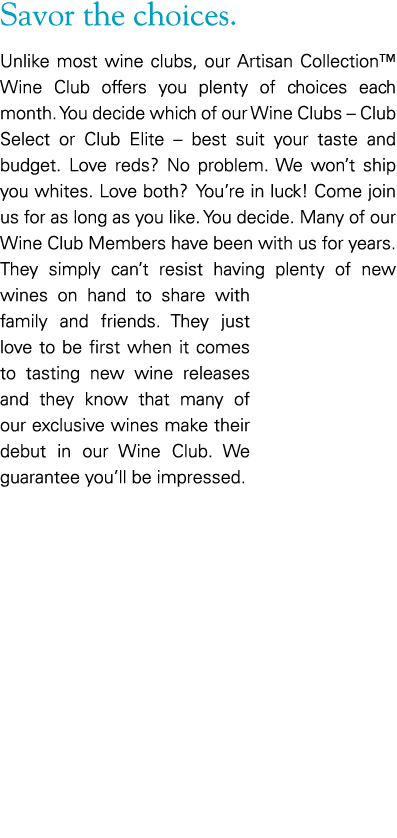 Savor the choices.
Unlike most wine clubs, our Artisan Collection™
Wine Club offers you plenty of choices each
month. You decide which of our Wine Clubs – Club
Select or Club Elite – best suit your taste and
budget. Love reds? No problem. We won’t ship
you whites. Love both? You’re in luck! Come join
us for as long as you like. You decide. Many of our
Wine Club Members have been with us for years.
They simply can’t resist having plenty of new
wines on hand to share with
family and friends. They just
love to be first when it comes
to tasting new wine releases
and they know that many of
our exclusive wines make their
debut in our Wine Club. We
guarantee you’ll be impressed.